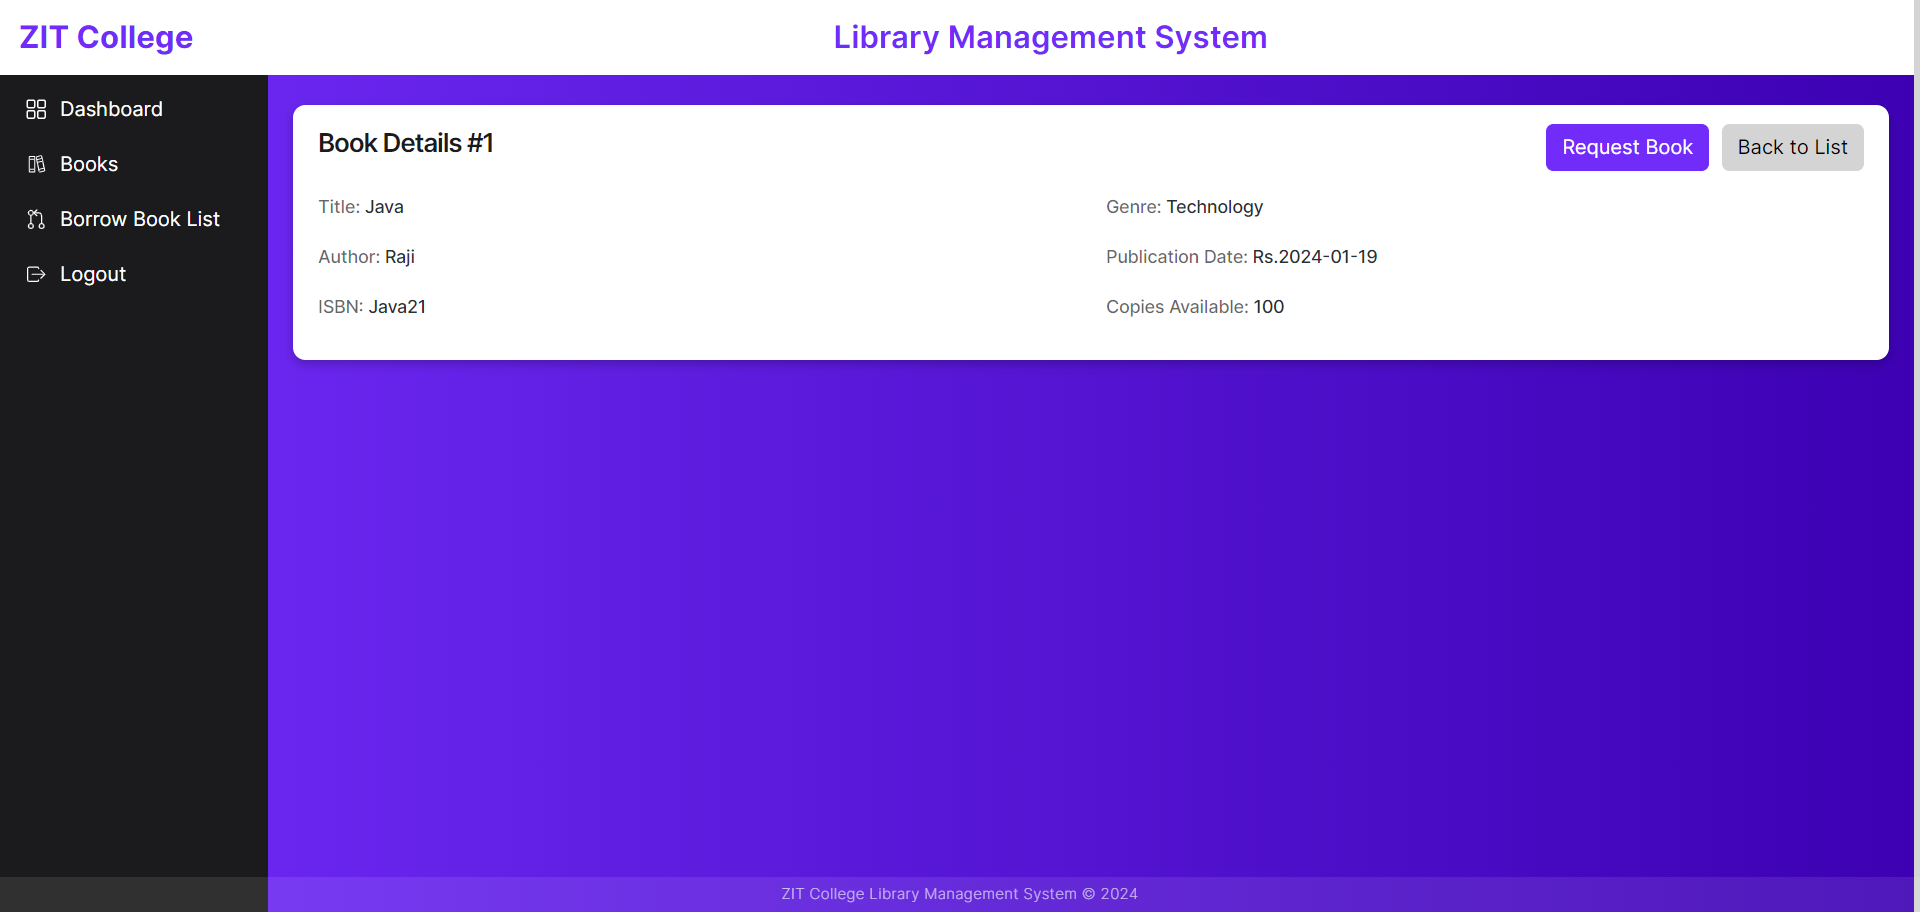 ZIT College
Library Management System
Dashboard
Books
Borrow Book List
Logout
Book Details #1
Request Book
Back to List
Title: Java
Genre: Technology
Author: Raji
Publication Date: Rs.2024-01-19
ISBN: Java21
Copies Available: 100
ZIT College Library Management System © 2024